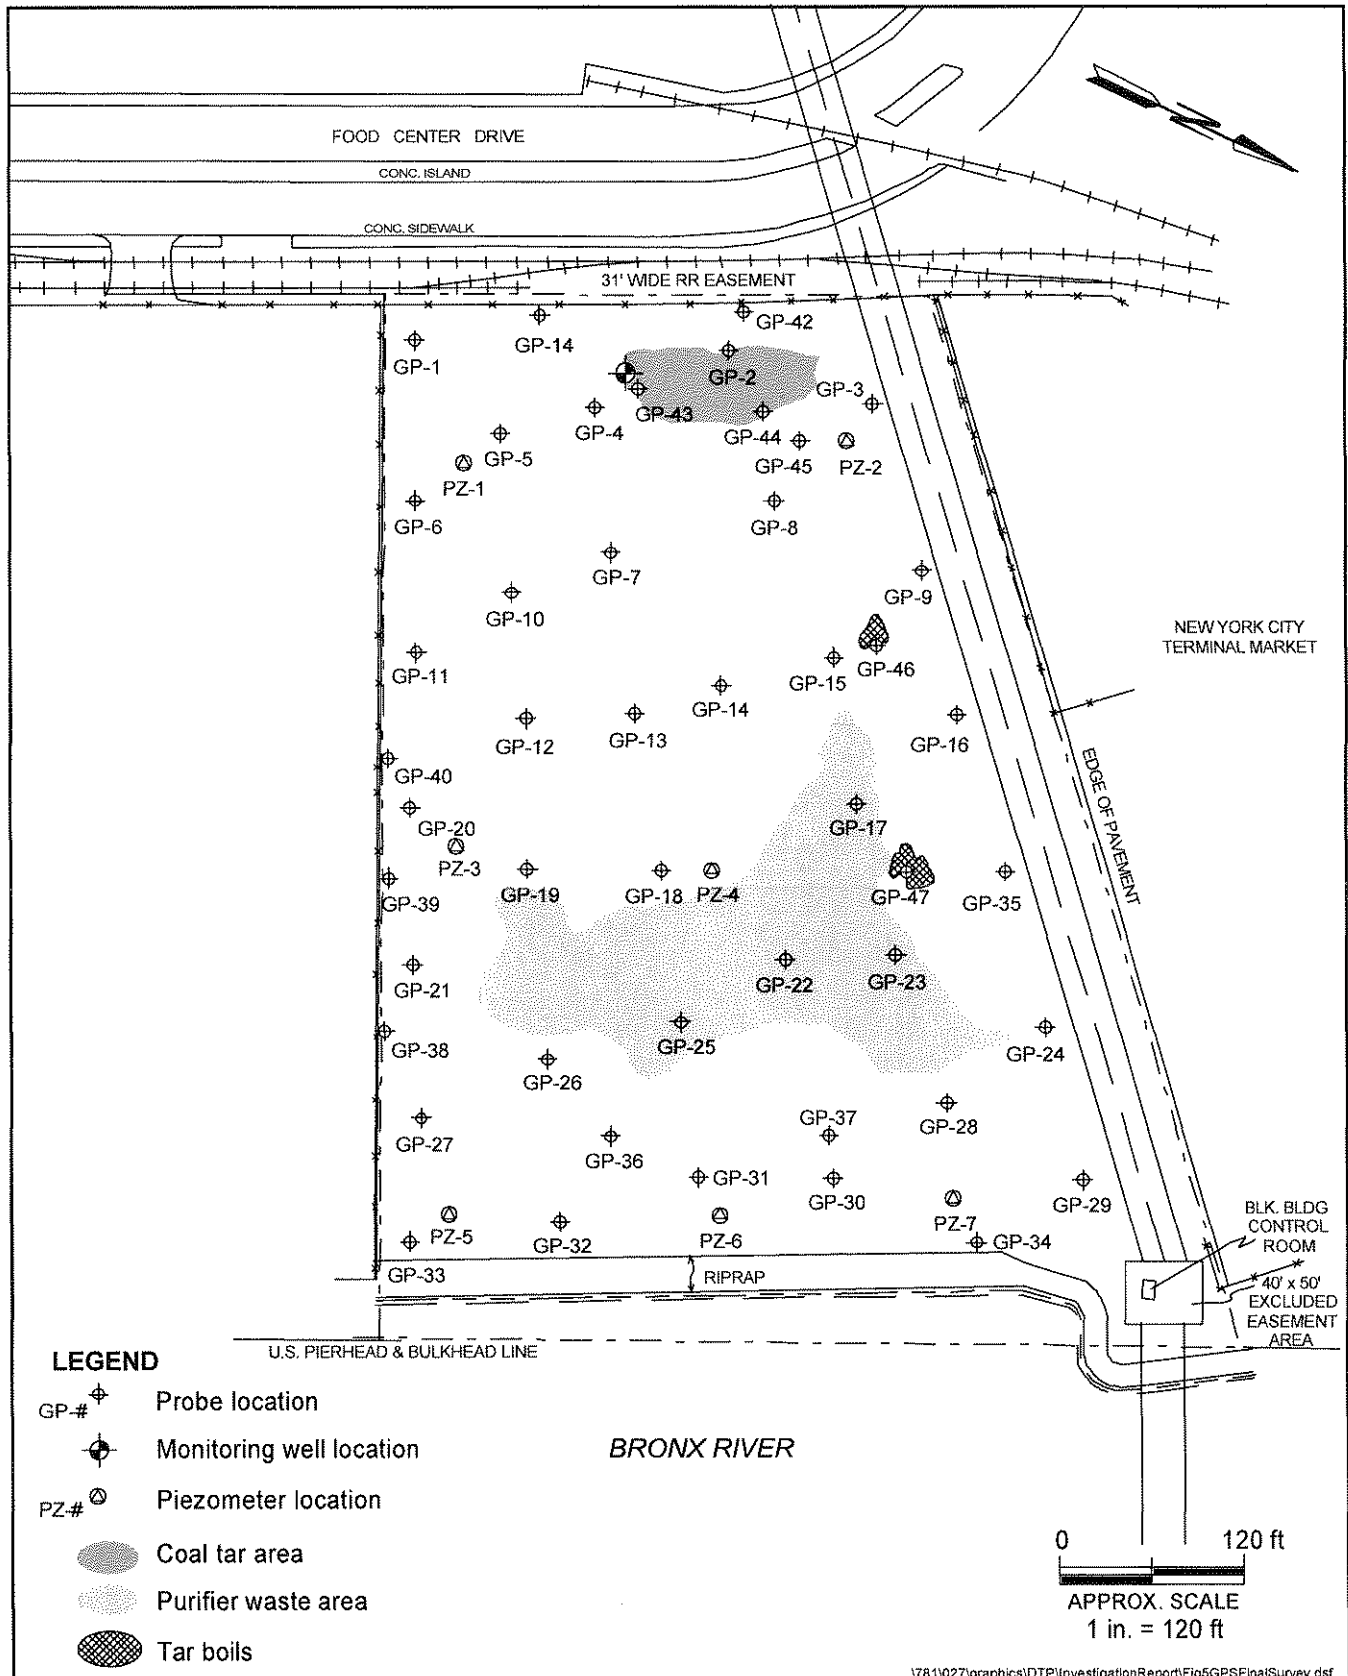 FOOD CENTER DRIVE
CONC. ISLAND
CONC. SIDEWALK
N
31' WIDE RR EASEMENT
GP-42
GP-14
GP-1
GP-2
GP-3
GP-43
GP-4
GP-44
GP-5
GP-45
PZ-2
PZ-1
GP-6
GP-8
GP-7
GP-9
GP-10
NEW YORK CITY
TERMINAL MARKET
GP-46
GP-11
GP-15
GP-14
GP-12
GP-13
GP-16
GP-40
EDGE OF PAVEMENT
GP-20
GP-17
PZ-3
GP-19
GP-18
PZ-4
GP-47
GP-35
GP-39
GP-21
GP-22
GP-23
GP-38
GP-25
GP-24
GP-26
GP-37
GP-28
GP-27
GP-36
GP-31
GP-30
GP-29
PZ-7
BLK. BLDG
CONTROL
ROOM
PZ-5
GP-32
PZ-6
GP-34
GP-33
RIPRAP
40' x 50'
EXCLUDED
EASEMENT
AREA
U.S. PIERHEAD & BULKHEAD LINE
LEGEND
GP-# Probe location
Monitoring well location
PZ-# Piezometer location
Coal tar area
Purifier waste area
Tar boils
BRONX RIVER
0 120 ft
APPROX. SCALE
1 in. = 120 ft
\781\027\graphics\DTP\InvestigationReport\Fig5GPSFinalSurvey.dsf